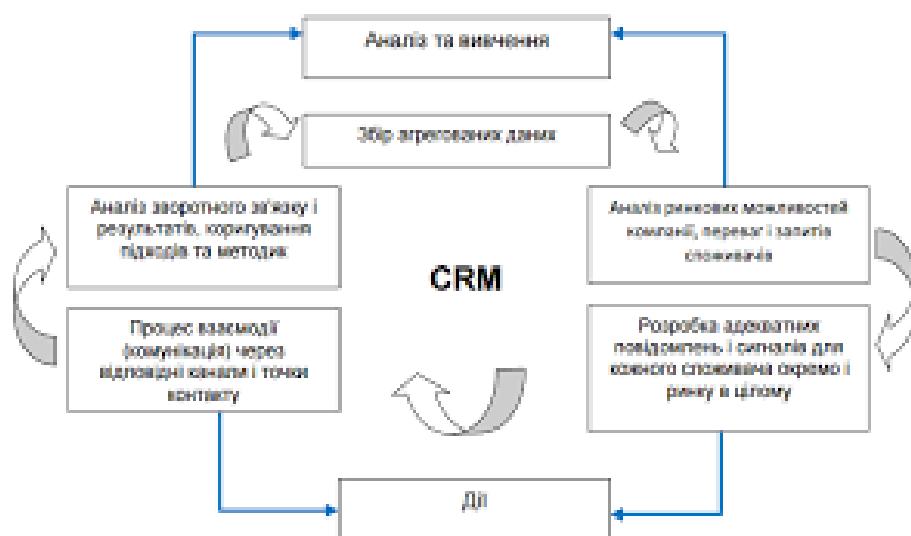 Аналіз та вивчення
Збір агрегованих даних
Аналіз зворотного зв'язку і
результатів, коригування
підходів та методик
Аналіз ринкових можливостей
компанії, переваг і запитів
споживачів
CRM
Процес взаємодії
(комунікація) через
відповідні канали і точки
контакту
Розробка адекватних
повідомлень і сигналів для
кожного споживача окремо і
ринку в цілому
Дії